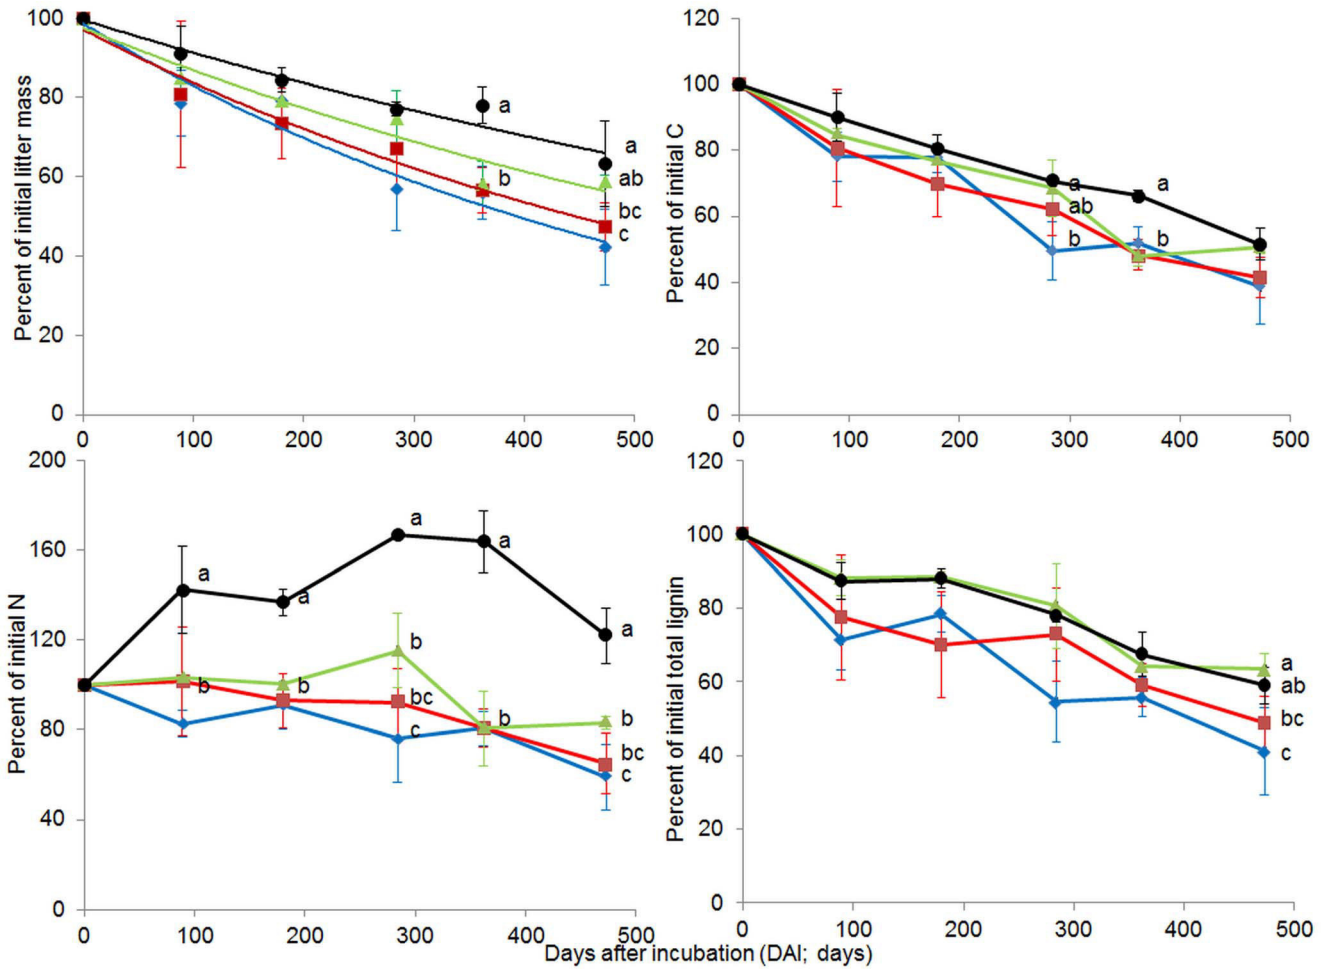 Percent of initial litter mass
100
80
60
40
20
0
0 100 200 300 400 500
a
a
ab
b
bc
c
Percent of initial C
120
100
80
60
40
20
0
0 100 200 300 400 500
a
a
ab
b
b
Percent of initial N
200
160
120
80
40
0
0 100 200 300 400 500
a
a
a
a
a
b
b
b
bc
c
b
b
bc
c
Percent of initial total lignin
120
100
80
60
40
20
0
0 100 200 300 400 500
a
ab
bc
c
Days after incubation (DAI; days)